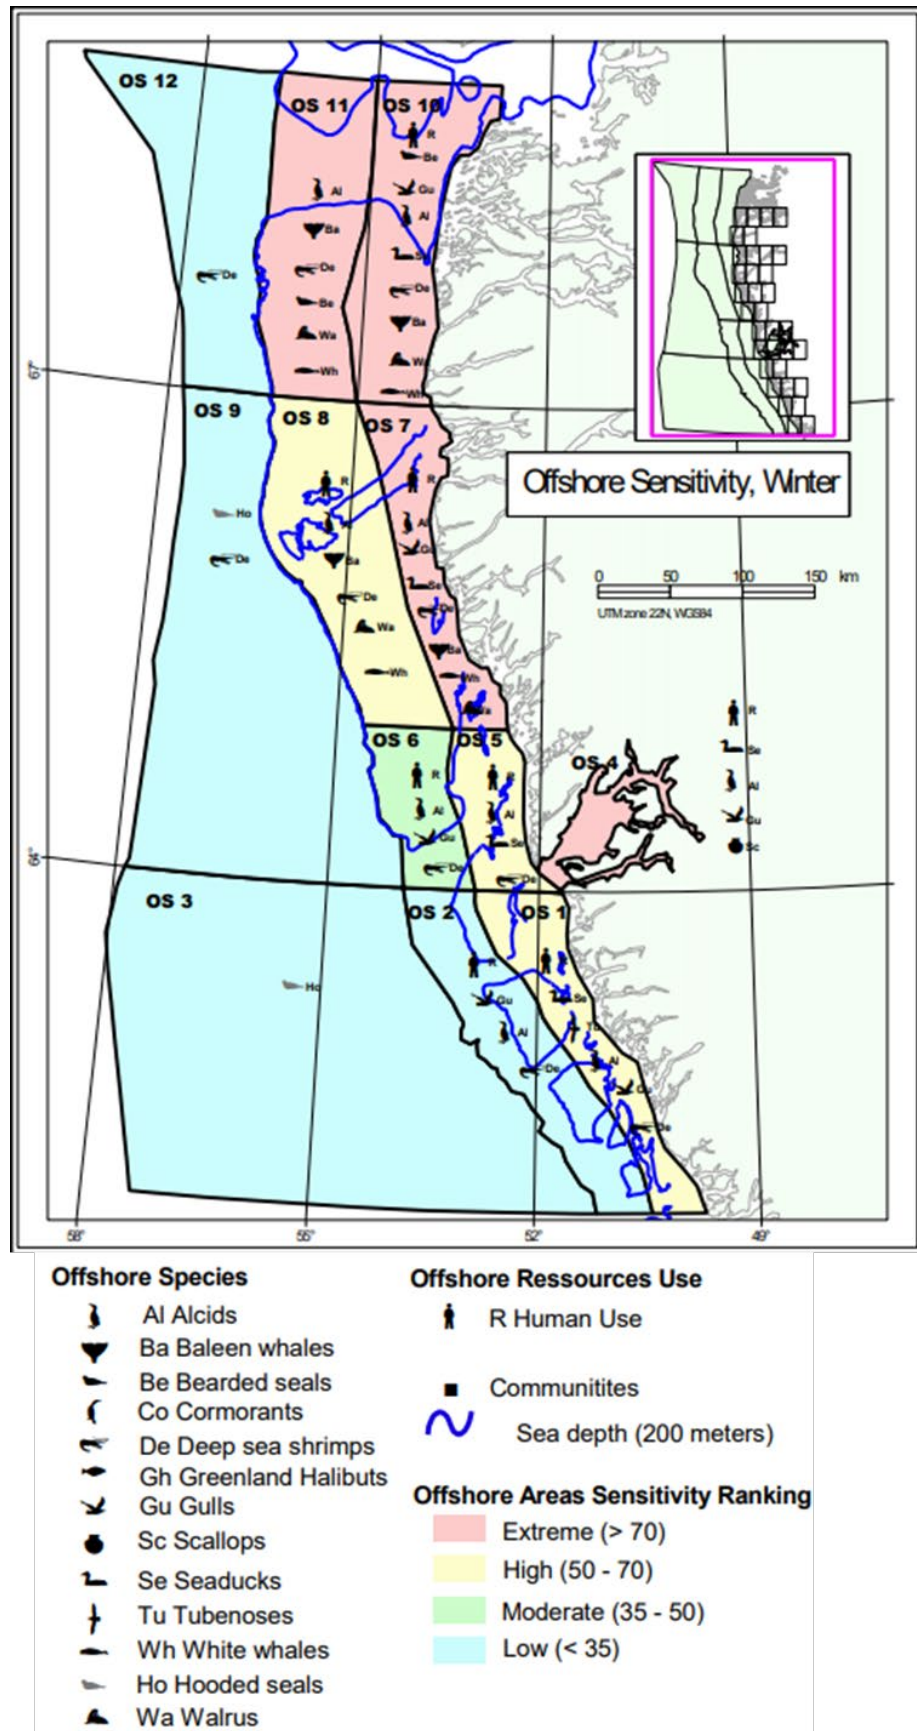 OS 12
OS 11
OS 10
R
Be
Al
Gu
Al
Ba
De
De
De
Be
Ba
Wa
Wh
Wh
67°
OS 9
OS 8
OS 7
R
R
Ho
Al
Offshore Sensitivity, Winter
De
Ba
Se
0 50 100 150 km
UTM zone 22N, WGS84
De
De
Wa
Ba
Wh
Wh
R
OS 6
OS 5
Se
OS 4
R
R
Al
Al
Al
Gu
Gu
Se
Sc
De
De
64°
OS 3
OS 2
OS 1
R
Ho
Gu
Se
Al
Tu
De
Al
De
58°
55°
52°
49°
Offshore Species
Al Alcids
Ba Baleen whales
Be Bearded seals
Co Cormorants
De Deep sea shrimps
Gh Greenland Halibuts
Gu Gulls
Sc Scallops
Se Seaducks
Tu Tubenoses
Wh White whales
Ho Hooded seals
Wa Walrus
Offshore Ressources Use
R Human Use
Communitites
Sea depth (200 meters)
Offshore Areas Sensitivity Ranking
Extreme (> 70)
High (50 - 70)
Moderate (35 - 50)
Low (< 35)